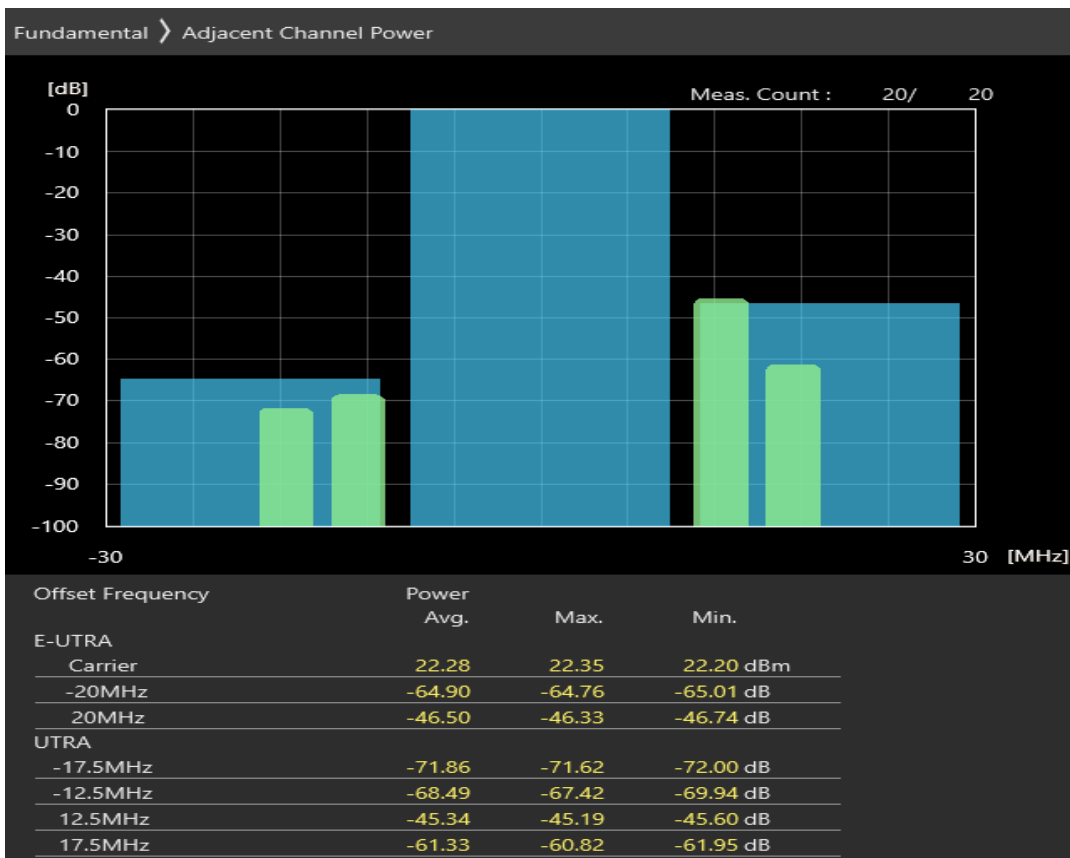 Fundamental ❯ Adjacent Channel Power
[dB]
Meas. Count : 20/ 20
0
-10
-20
-30
-40
-50
-60
-70
-80
-90
-100
-30 30 [MHz]
Offset Frequency Power
Avg. Max. Min.
E-UTRA
Carrier 22.28 22.35 22.20 dBm
-20MHz -64.90 -64.76 -65.01 dB
20MHz -46.50 -46.33 -46.74 dB
UTRA
-17.5MHz -71.86 -71.62 -72.00 dB
-12.5MHz -68.49 -67.42 -69.94 dB
12.5MHz -45.34 -45.19 -45.60 dB
17.5MHz -61.33 -60.82 -61.95 dB